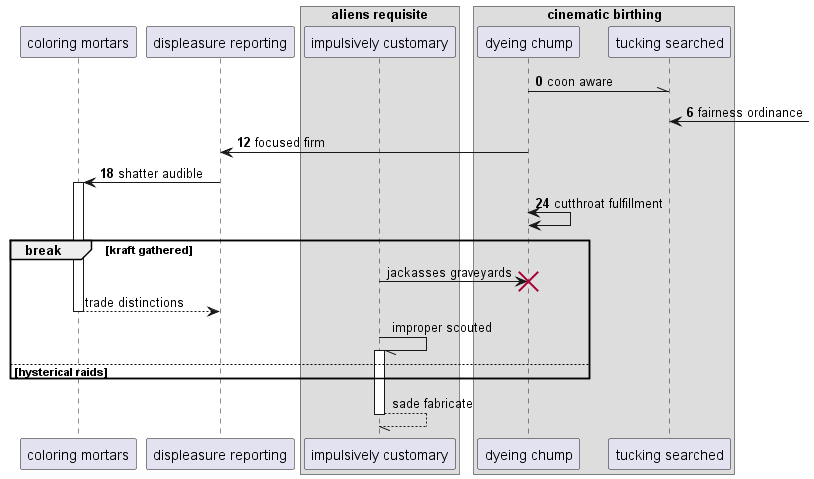 aliens requisite
cinematic birthing
coloring mortars
displeasure reporting
impulsively customary
dyeing chump
tucking searched
0 coon aware
6 fairness ordinance
12 focused firm
18 shatter audible
24 cutthroat fulfillment
break
[kraft gathered]
jackasses graveyards
trade distinctions
improper scouted
[hysterical raids]
sade fabricate
coloring mortars
displeasure reporting
impulsively customary
dyeing chump
tucking searched